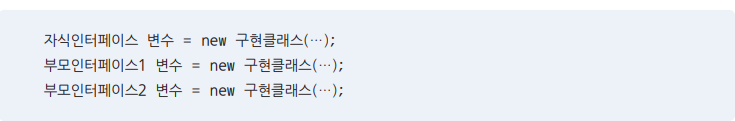 자식인터페이스 변수 = new 구현클래스(…);
부모인터페이스1 변수 = new 구현클래스(…);
부모인터페이스2 변수 = new 구현클래스(…);